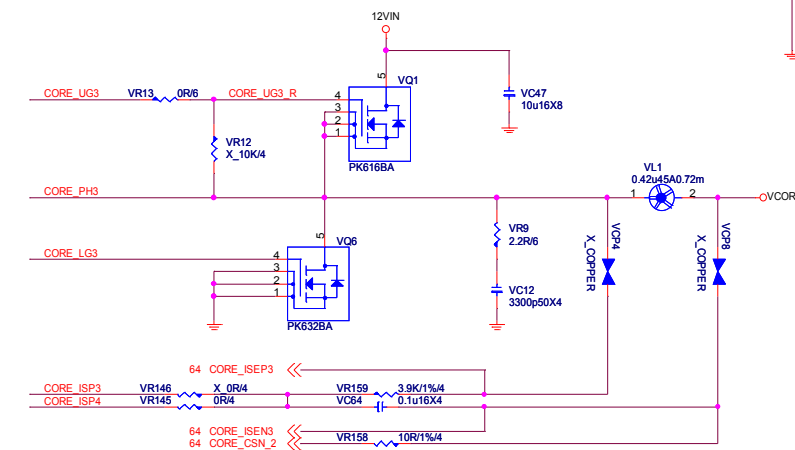 12VIN
5
VQ1
CORE_UG3
VR13
0R/6
CORE_UG3_R
4
3
2
1
VC47
10u16X8
VR12
X_10K/4
PK616BA
VL1
0.42u45A0.72m
CORE_PH3
1
2
VCOR
5
VQ6
VR9
2.2R/6
VCP4
X_COPPER
VCP8
X_COPPER
CORE_LG3
4
3
2
1
VC12
3300p50X4
PK632BA
64 CORE_ISEP3
CORE_ISP3
VR146
X_0R/4
VR159
3.9K/1%/4
CORE_ISP4
VR145
0R/4
VC64
0.1u16X4
64 CORE_ISEN3
64 CORE_CSN_2
VR158
10R/1%/4